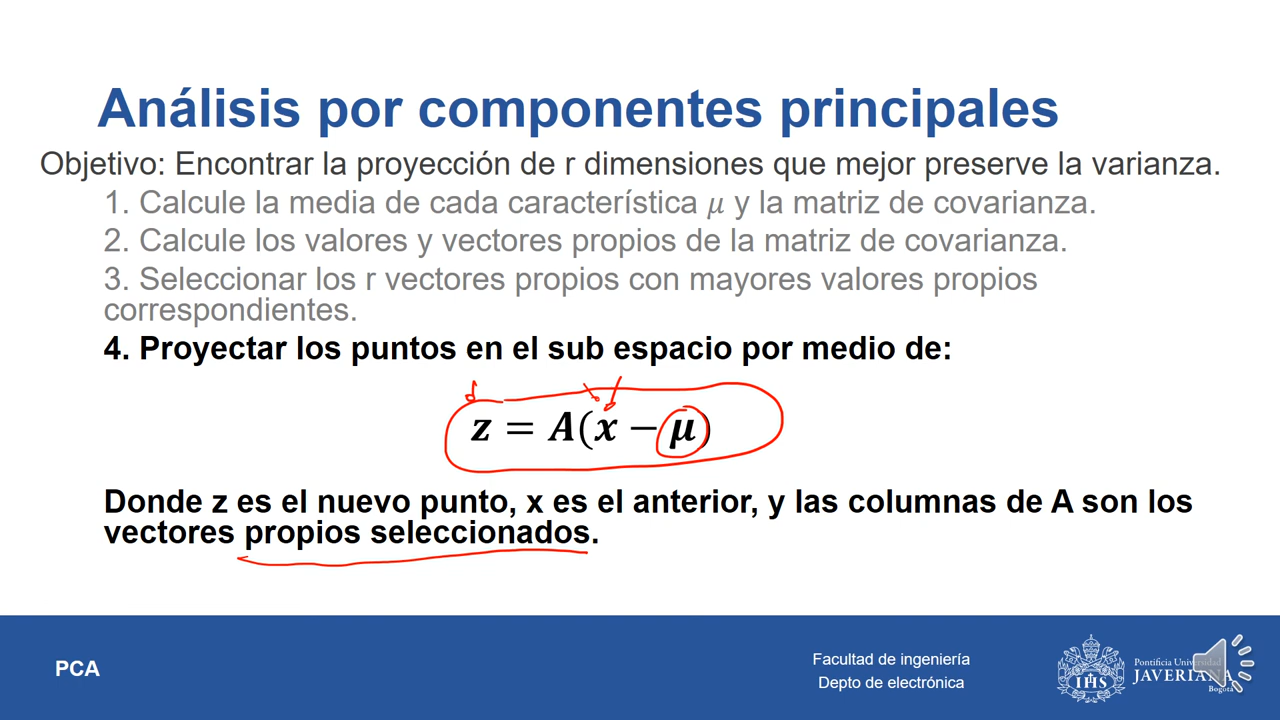 Análisis por componentes principales
Objetivo: Encontrar la proyección de r dimensiones que mejor preserve la varianza.
1. Calcule la media de cada característica μ y la matriz de covarianza.
2. Calcule los valores y vectores propios de la matriz de covarianza.
3. Seleccionar los r vectores propios con mayores valores propios
correspondientes.
4. Proyectar los puntos en el sub espacio por medio de:
z = A(x − μ)
Donde z es el nuevo punto, x es el anterior, y las columnas de A son los
vectores propios seleccionados.
PCA
Facultad de ingeniería
Depto de electrónica
IHS
Pontificia Universidad
JAVERIANA
Bogotá